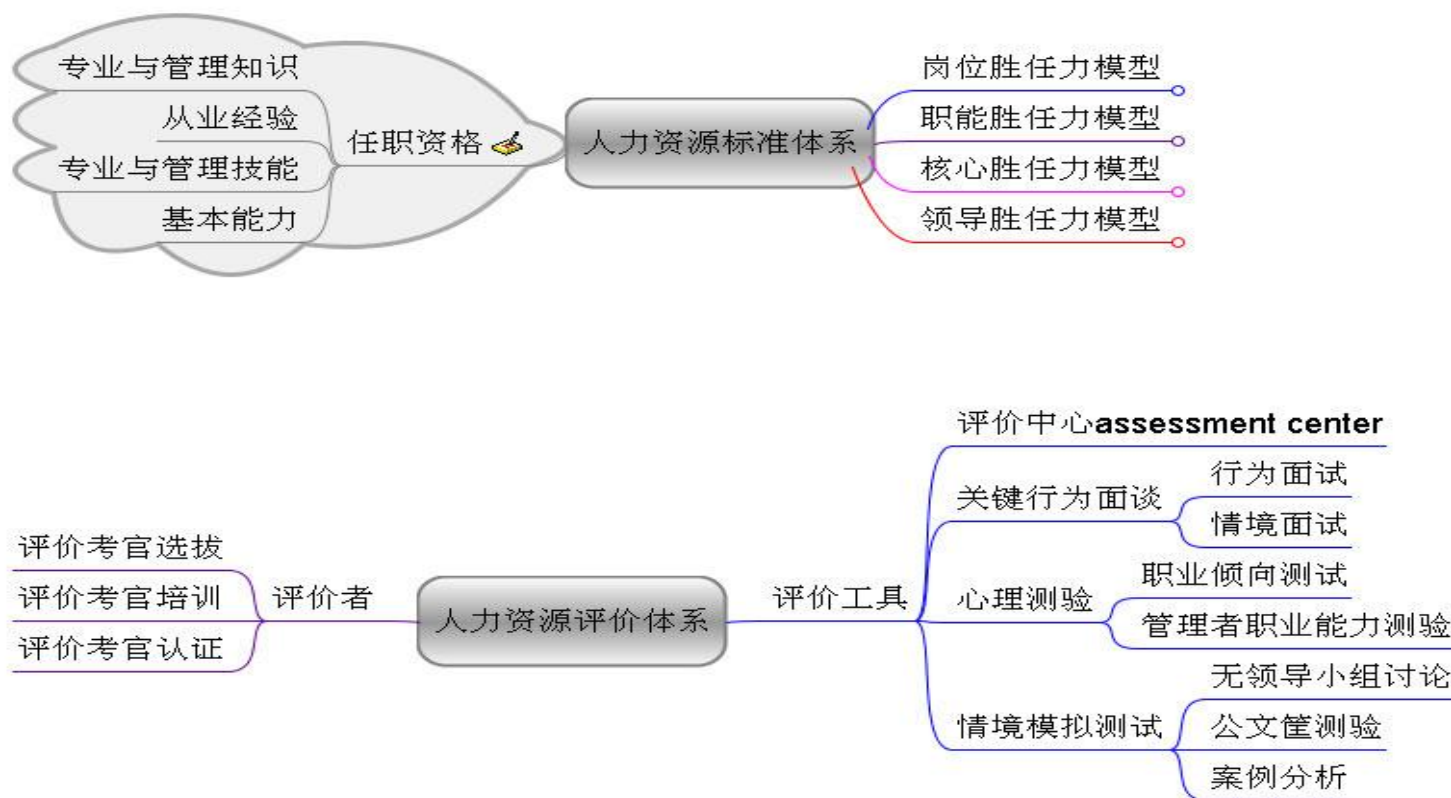 专业与管理知识
从业经验
专业与管理技能
基本能力
任职资格
人力资源标准体系
岗位胜任力模型
职能胜任力模型
核心胜任力模型
领导胜任力模型
评价考官选拔
评价考官培训
评价考官认证
评价者
人力资源评价体系
评价工具
评价中心assessment center
关键行为面谈
行为面试
情境面试
心理测验
职业倾向测试
管理者职业能力测验
情境模拟测试
无领导小组讨论
公文筐测验
案例分析